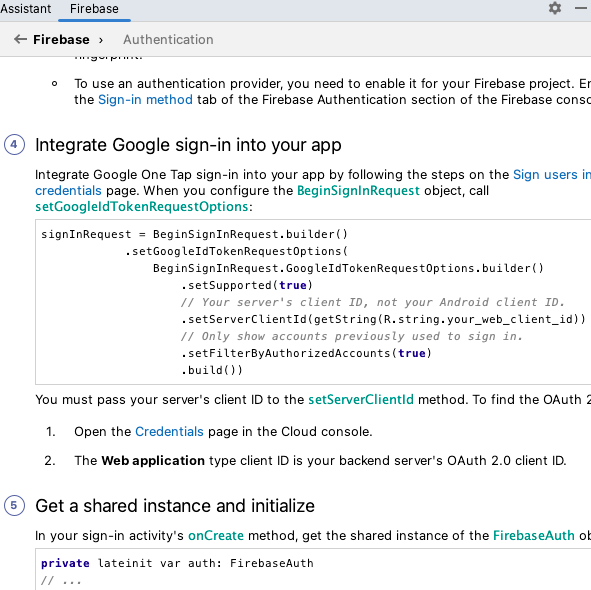 Assistant Firebase
← Firebase › Authentication
To use an authentication provider, you need to enable it for your Firebase project.
the Sign-in method tab of the Firebase Authentication section of the Firebase
4 Integrate Google sign-in into your app
Integrate Google One Tap sign-in into your app by following the steps on the Sign users in
credentials page. When you configure the BeginSignInRequest object, call
setGoogleIdTokenRequestOptions:
signInRequest = BeginSignInRequest.builder()
.setGoogleIdTokenRequestOptions(
BeginSignInRequest.GoogleIdTokenRequestOptions.builder()
.setSupported(true)
// Your server's client ID, not your Android client ID.
.setServerClientId(getString(R.string.your_web_client_id))
// Only show accounts previously used to sign in.
.setFilterByAuthorizedAccounts(true)
.build())
You must pass your server's client ID to the setServerClientId method. To find the OAuth
1. Open the Credentials page in the Cloud console.
2. The Web application type client ID is your backend server's OAuth 2.0 client ID.
5 Get a shared instance and initialize
In your sign-in activity's onCreate method, get the shared instance of the FirebaseAuth
private lateinit var auth: FirebaseAuth
// ...